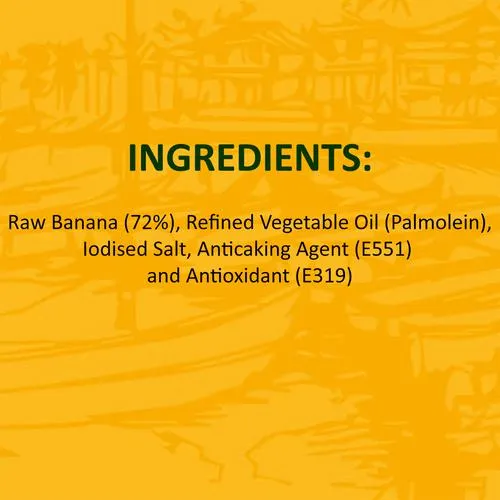 INGREDIENTS:
Raw Banana (72%), Refined Vegetable Oil (Palmolein),
Iodised Salt, Anticaking Agent (E551)
and Antioxidant (E319)